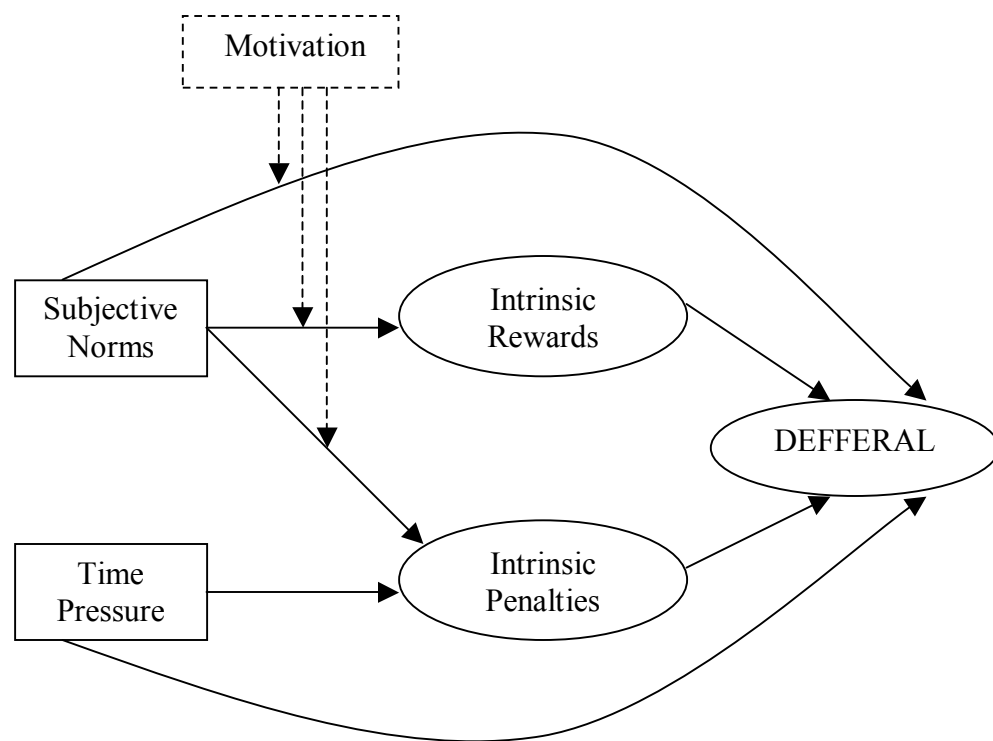 Motivation
Subjective
Norms
Intrinsic
Rewards
DEFFERAL
Time
Pressure
Intrinsic
Penalties